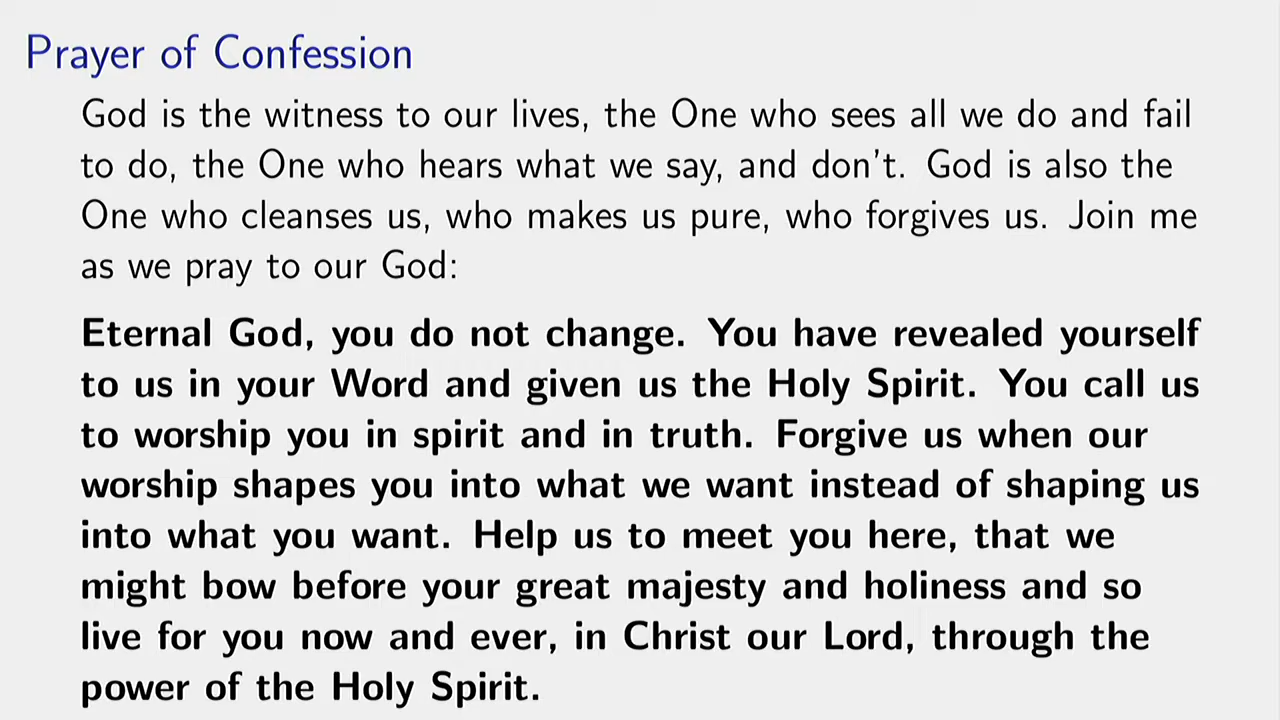 Prayer of Confession
God is the witness to our lives, the One who sees all we do and fail
to do, the One who hears what we say, and don't. God is also the
One who cleanses us, who makes us pure, who forgives us. Join me
as we pray to our God:
Eternal God, you do not change. You have revealed yourself
to us in your Word and given us the Holy Spirit. You call us
to worship you in spirit and in truth. Forgive us when our
worship shapes you into what we want instead of shaping us
into what you want. Help us to meet you here, that we
might bow before your great majesty and holiness and so
live for you now and ever, in Christ our Lord, through the
power of the Holy Spirit.